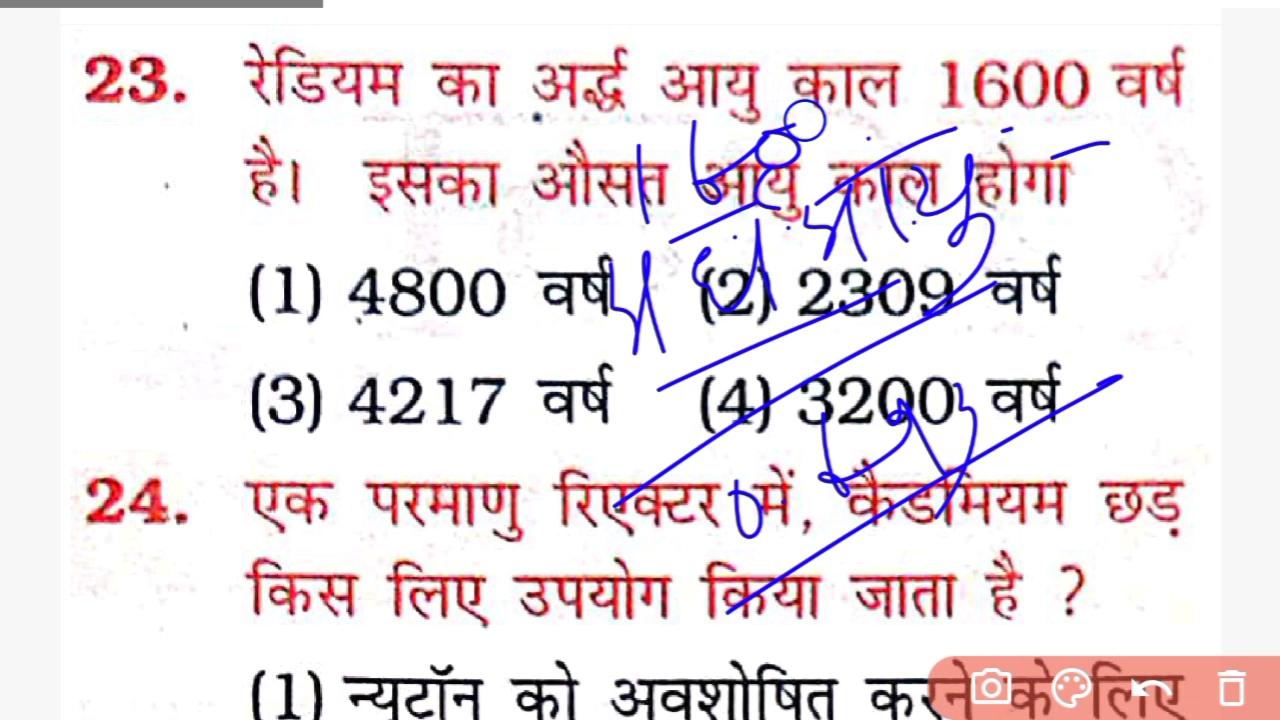 23. रेडियम का अर्द्ध आयु काल 1600 वर्ष
है। इसका औसत आयु काल होगा
(1) 4800 वर्ष (2) 2309 वर्ष
(3) 4217 वर्ष (4) 3200 वर्ष
24. एक परमाणु रिएक्टर में, कैडमियम छड़
किस लिए उपयोग किया जाता है ?
(1) न्यूटॉन को अवशोषित करने के लिए